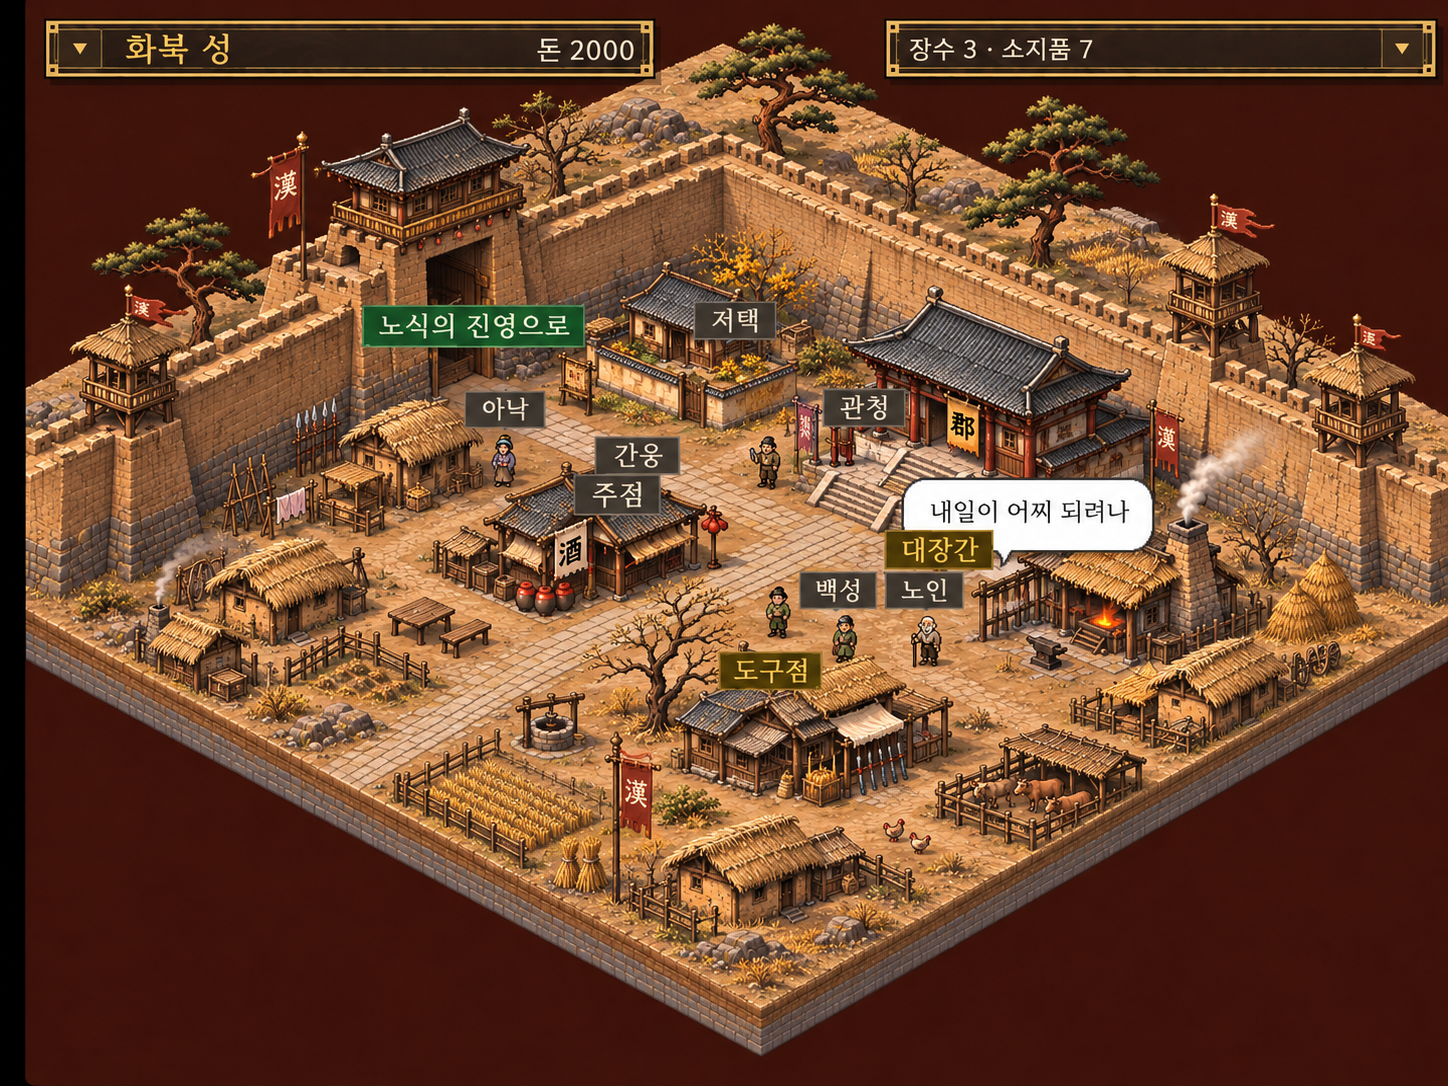 화북 성
돈 2000
장수 3 · 소지품 7
漢
漢
漢
漢
노식의 진영으로
저택
아낙
관청
郡
漢
간웅
주점
酒
내일이 어찌 되려나
대장간
백성
노인
도구점
漢